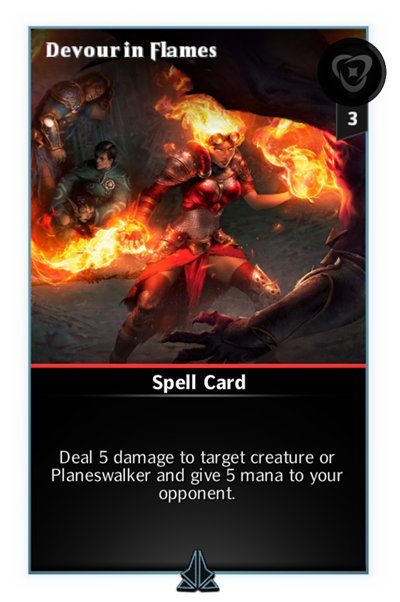 Devour in Flames
3
Spell Card
Deal 5 damage to target creature or
Planeswalker and give 5 mana to your
opponent.